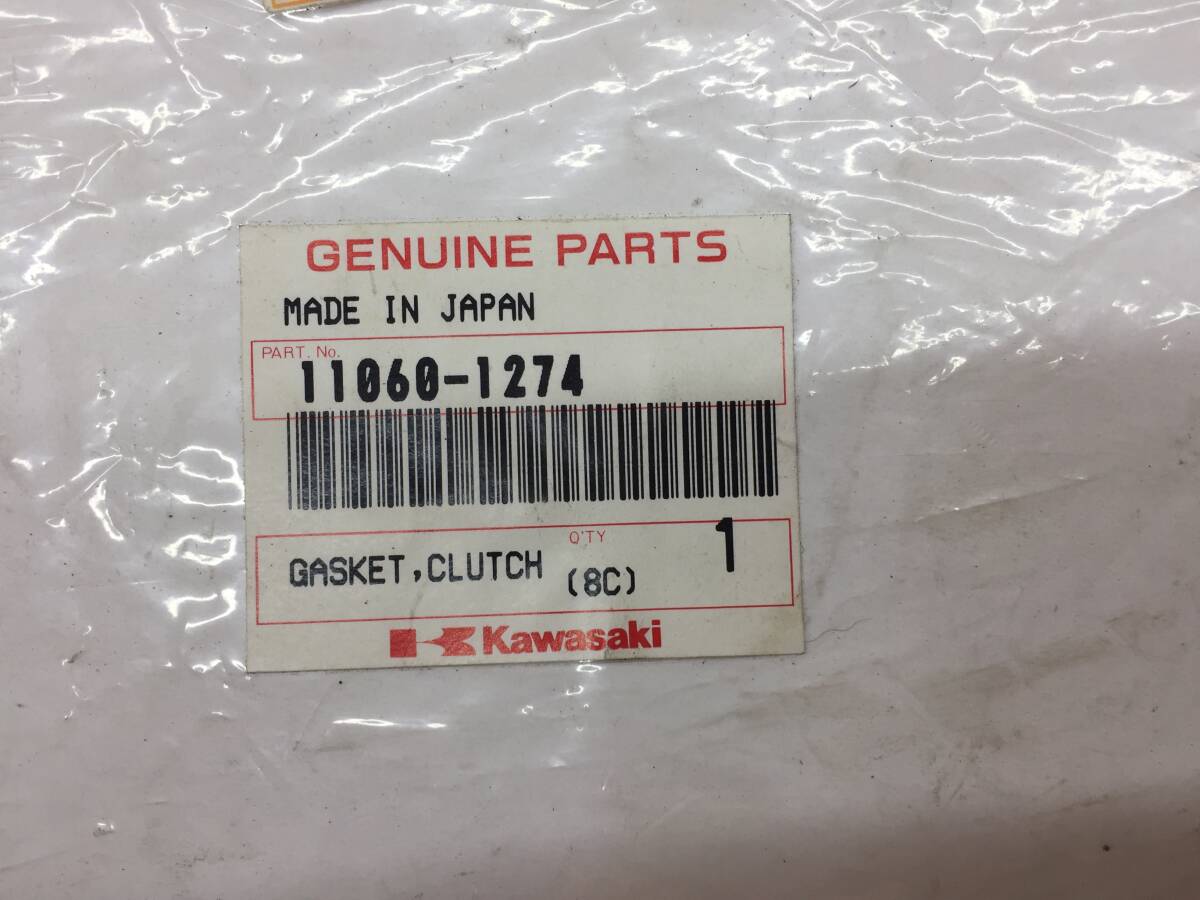 GENUINE PARTS
MADE IN JAPAN
PART. No.
11060-1274
Q'TY
GASKET,CLUTCH (8C) 1
Kawasaki